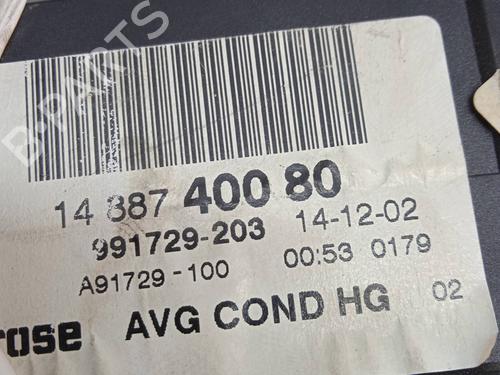 B-PARTS
14 887 400 80
991729-203 14-12-02
A91729-100 00:53 0179
rose AVG COND HG 02